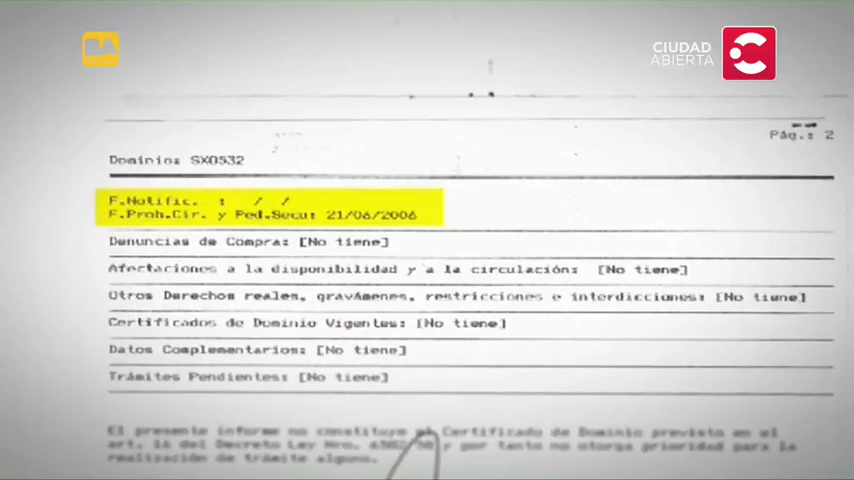 CIUDAD
ABIERTA
Pág.: 2
Dominio: SXO532
F.Notific. : / /
F.Proh.Cir. y Ped.Secu: 21/06/2006
Denuncias de Compra: [No tiene]
Afectaciones a la disponibilidad y a la circulación: [No tiene]
Otros Derechos reales, gravámenes, restricciones e interdicciones: [No tiene]
Certificados de Dominio Vigentes: [No tiene]
Datos Complementarios: [No tiene]
Trámites Pendientes: [No tiene]
El presente informe no constituye el Certificado de Dominio previsto en el
art. 16 del Decreto Ley Nro. y por tanto no otorga prioridad para la
realización de trámite alguno.